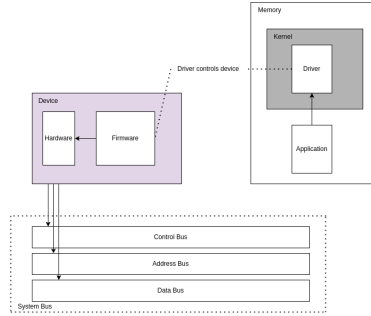 Memory
Kernel
Driver controls device
Driver
Device
Hardware
Firmware
Application
Control Bus
Address Bus
Data Bus
System Bus